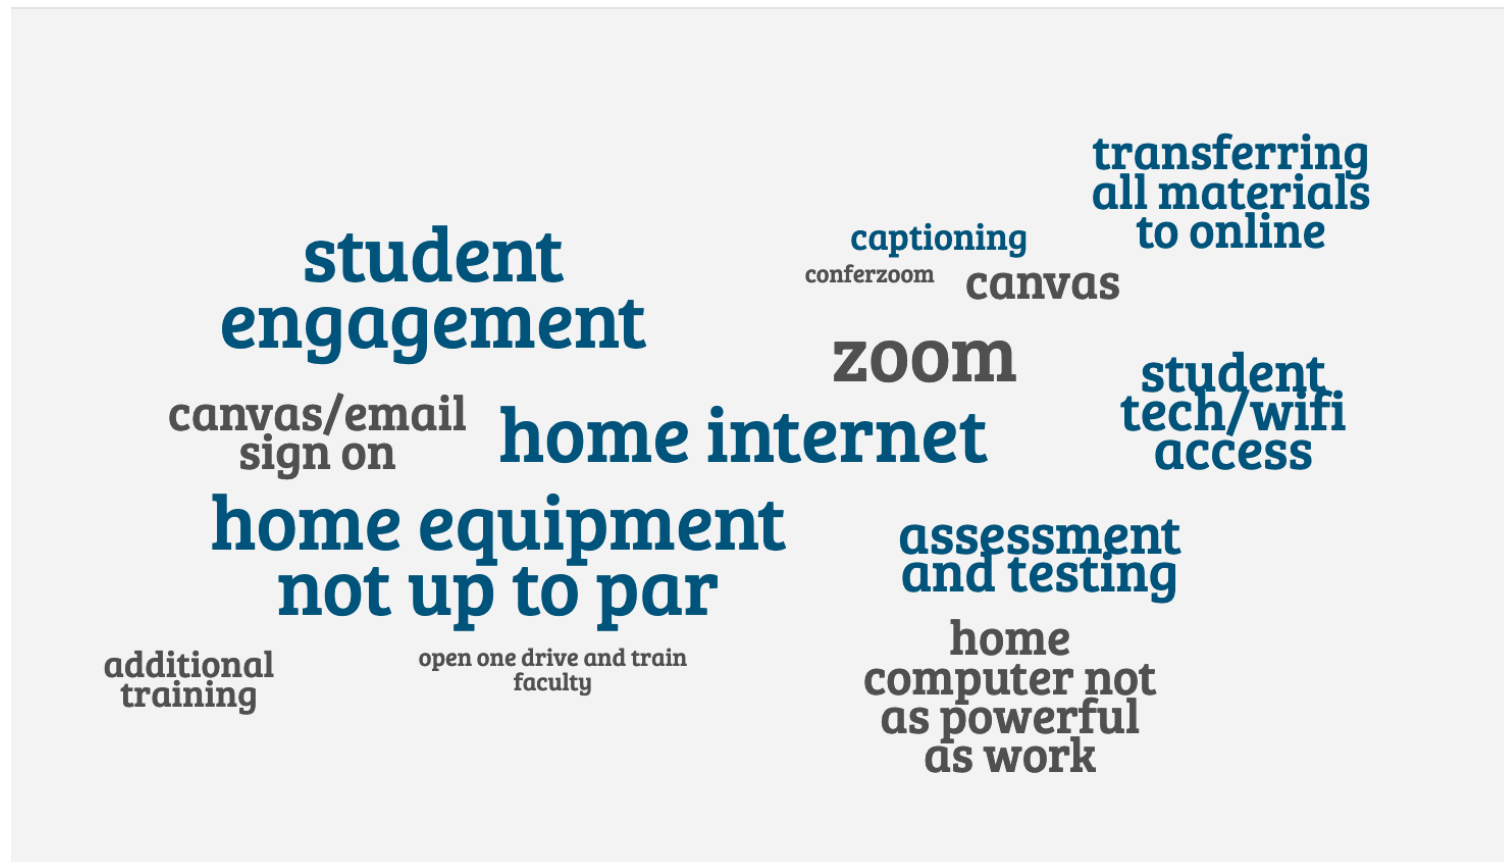 transferring
all materials
to online
student
engagement
captioning
conferzoom
canvas
zoom
student
tech/wifi
access
canvas/email
sign on
home internet
home equipment
not up to par
assessment
and testing
additional
training
open one drive and train
faculty
home
computer not
as powerful
as work